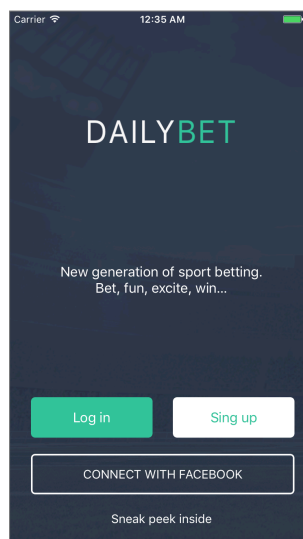 Carrier 12:35 AM
DAILYBET
New generation of sport betting.
Bet, fun, excite, win...
Log in Sing up
CONNECT WITH FACEBOOK
Sneak peek inside